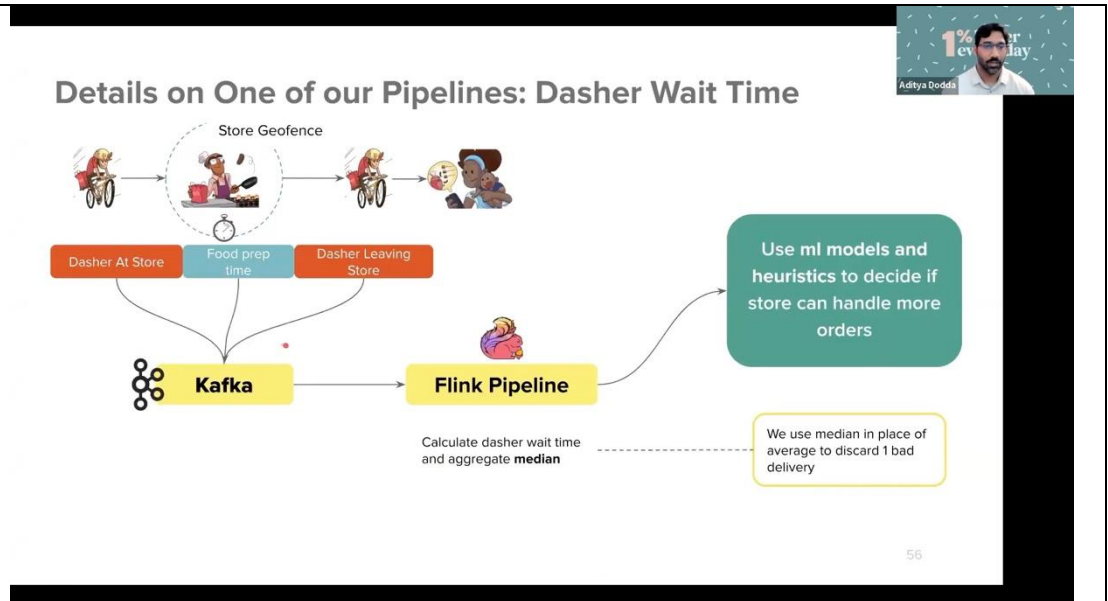 1%
Aditya Dodda
Details on One of our Pipelines: Dasher Wait Time
Store Geofence
Dasher At Store
Food prep
time
Dasher Leaving
Store
Kafka
Flink Pipeline
Use ml models and
heuristics to decide if
store can handle more
orders
Calculate dasher wait time
and aggregate median
We use median in place of
average to discard 1 bad
delivery
56